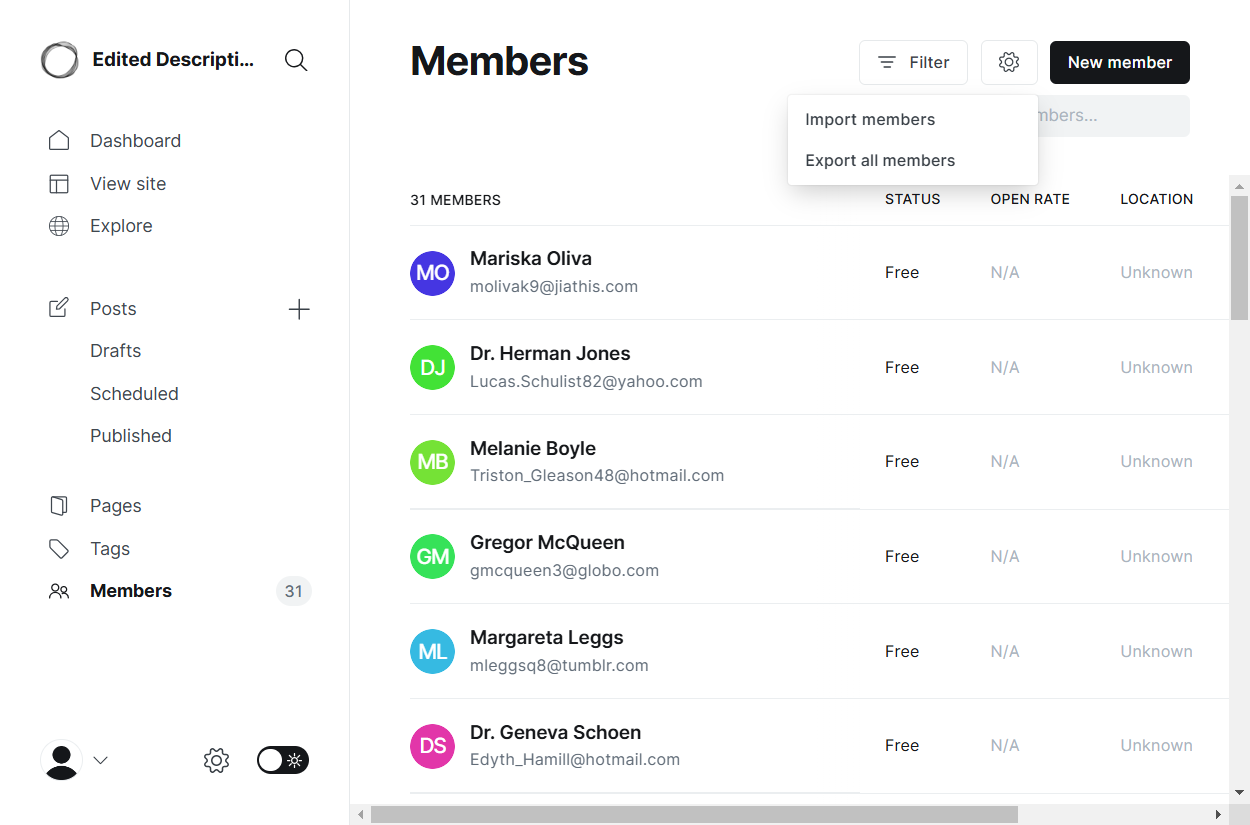 Edited Descripti...
Dashboard
View site
Explore
Posts
Drafts
Scheduled
Published
Pages
Tags
Members 31
Members
Filter
New member
Import members
Export all members
31 MEMBERS STATUS OPEN RATE LOCATION
MO Mariska Oliva
molivak9@jiathis.com Free N/A Unknown
DJ Dr. Herman Jones
Lucas.Schulist82@yahoo.com Free N/A Unknown
MB Melanie Boyle
Triston_Gleason48@hotmail.com Free N/A Unknown
GM Gregor McQueen
gmcqueen3@globo.com Free N/A Unknown
ML Margareta Leggs
mleggsq8@tumblr.com Free N/A Unknown
DS Dr. Geneva Schoen
Edyth_Hamill@hotmail.com Free N/A Unknown